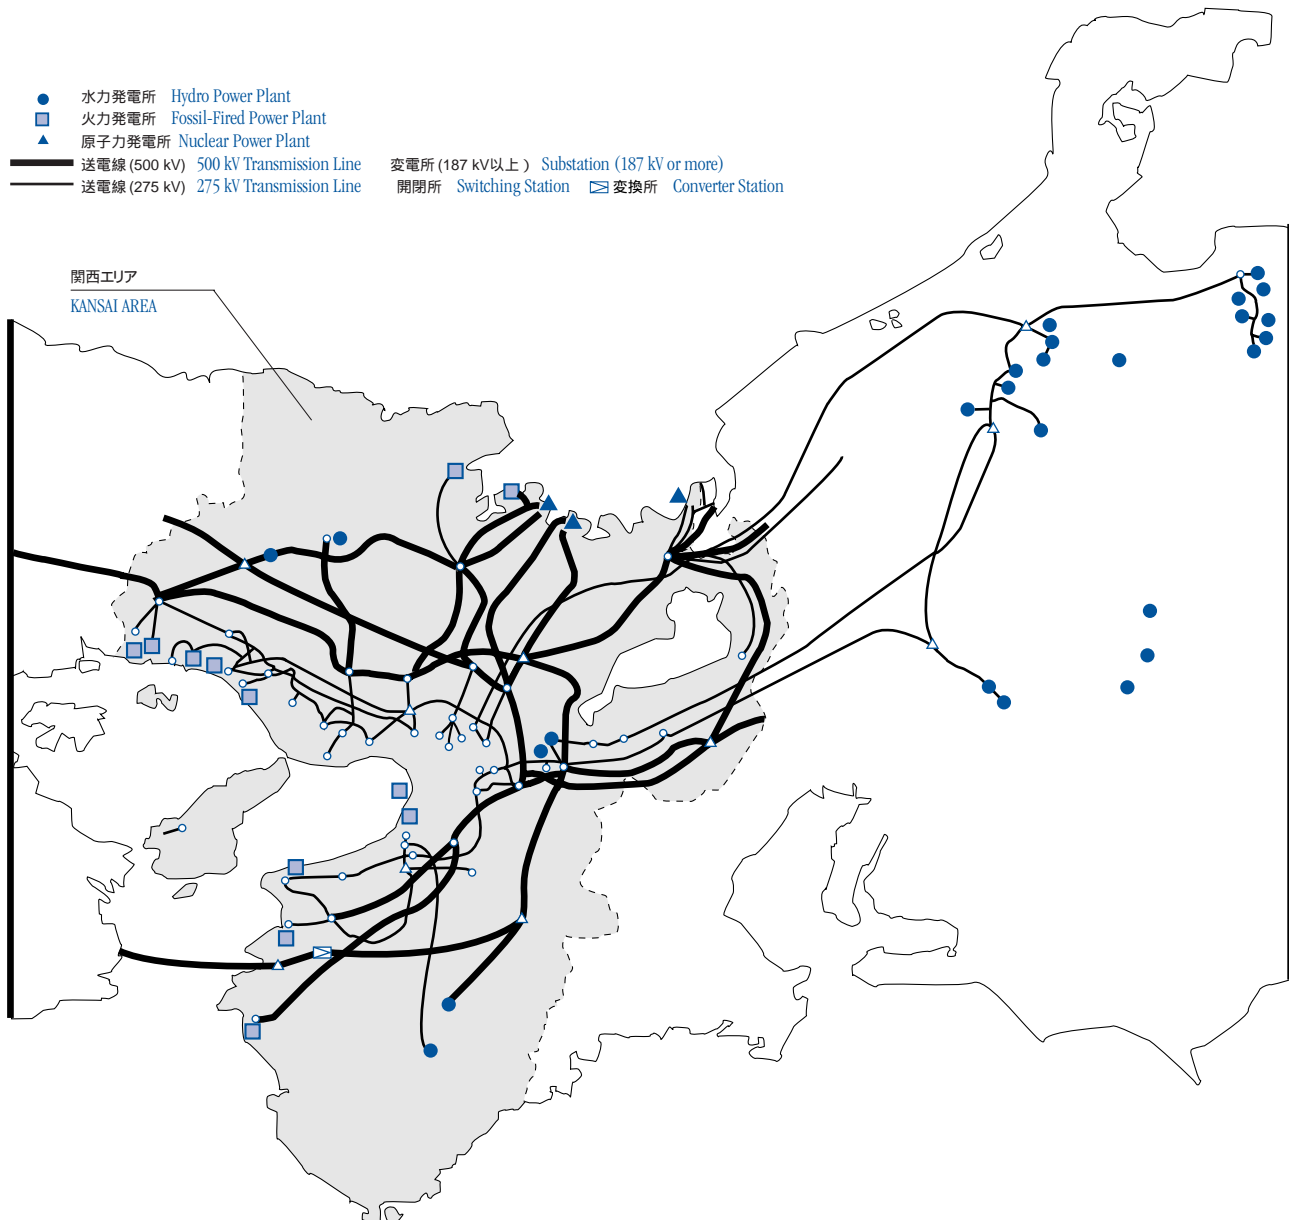 水力発電所 Hydro Power Plant
火力発電所 Fossil-Fired Power Plant
原子力発電所 Nuclear Power Plant
送電線 (500 kV) 500 kV Transmission Line 変電所 (187 kV以上 ) Substation (187 kV or more)
送電線 (275 kV) 275 kV Transmission Line 開閉所 Switching Station 変換所 Converter Station
関西エリア
KANSAI AREA